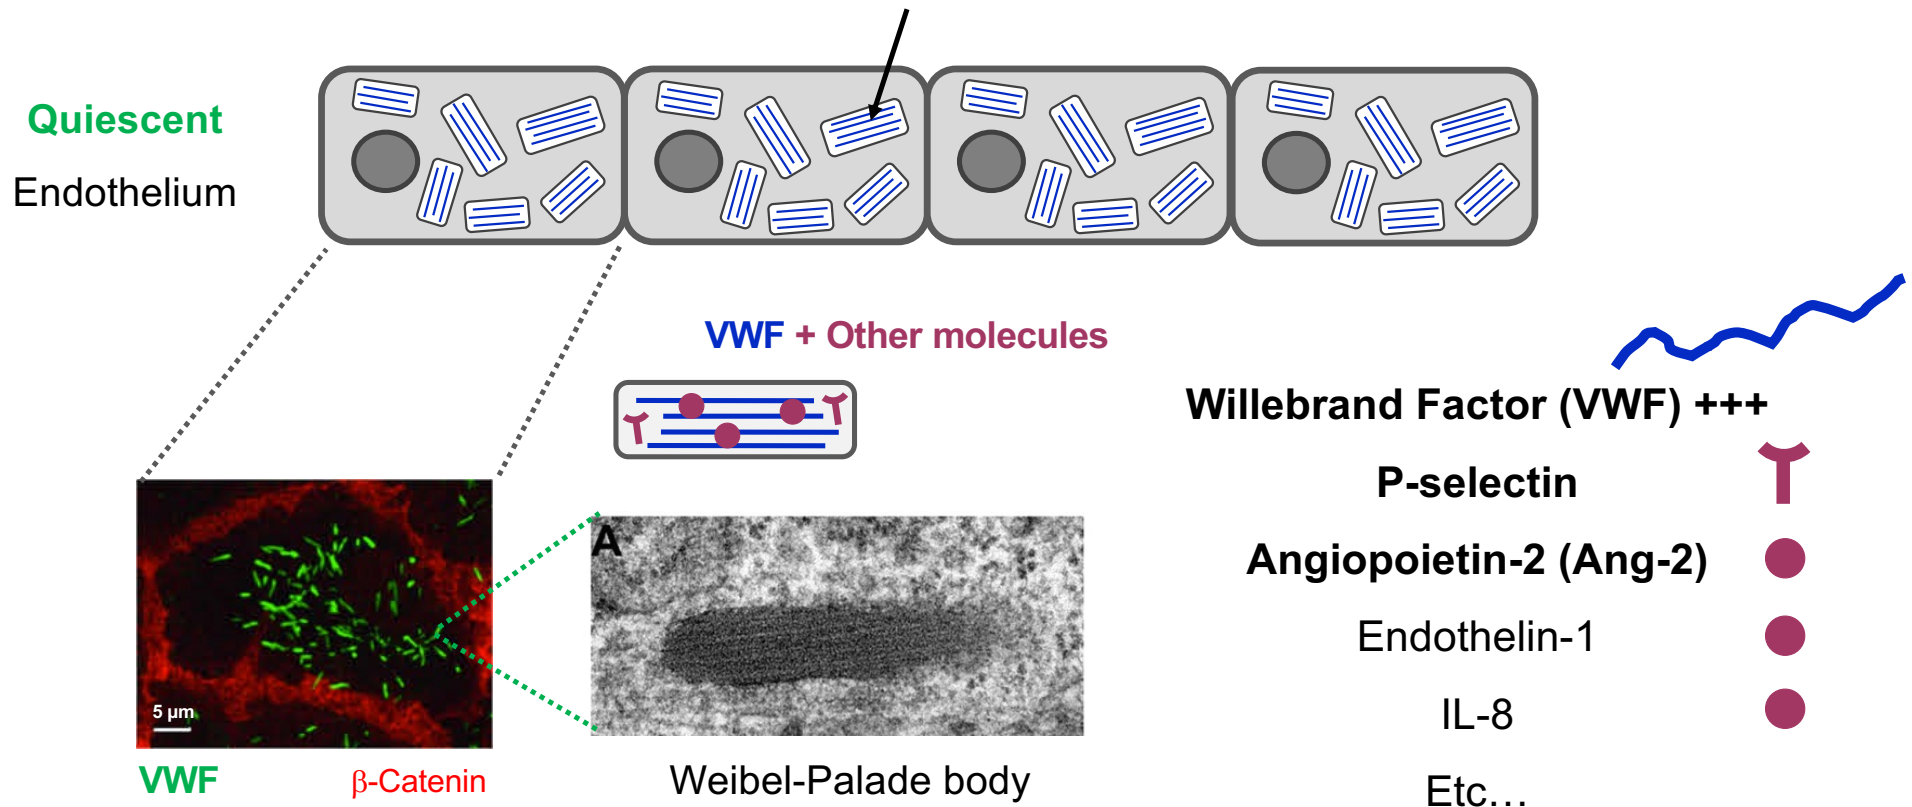 Quiescent
Endothelium
VWF + Other molecules
Willebrand Factor (VWF) +++
P-selectin
Angiopoietin-2 (Ang-2)
Endothelin-1
IL-8
Etc…
A
5 µm
VWF
β-Catenin
Weibel-Palade body